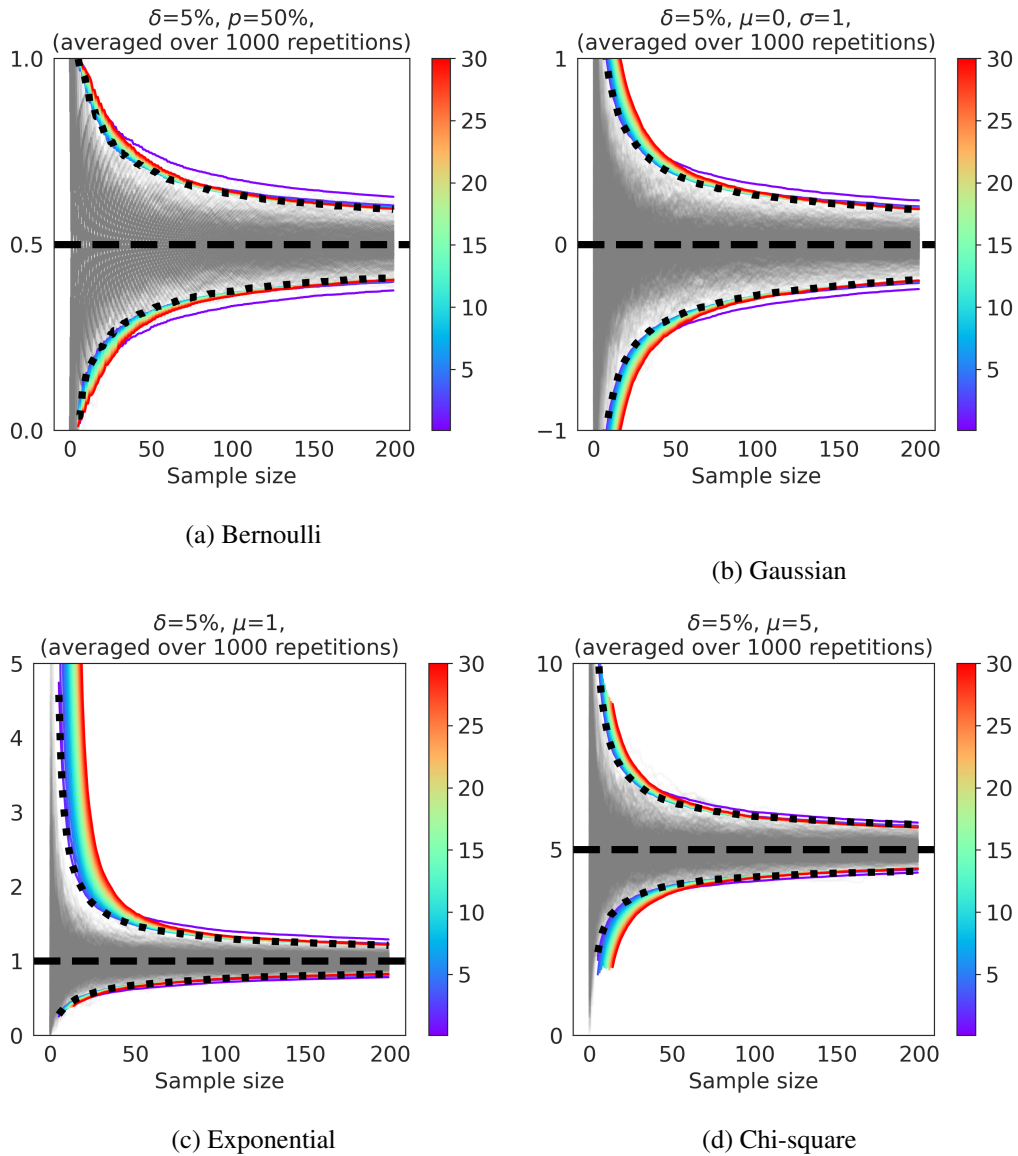 δ=5%, p=50%,
(averaged over 1000 repetitions)
1.0
0.5
0.0
0 50 100 150 200
Sample size
30
25
20
15
10
5
(a) Bernoulli
δ=5%, μ=0, σ=1,
(averaged over 1000 repetitions)
1
0
−1
0 50 100 150 200
Sample size
30
25
20
15
10
5
(b) Gaussian
δ=5%, μ=1,
(averaged over 1000 repetitions)
5
4
3
2
1
0
0 50 100 150 200
Sample size
30
25
20
15
10
5
(c) Exponential
δ=5%, μ=5,
(averaged over 1000 repetitions)
10
5
0
0 50 100 150 200
Sample size
30
25
20
15
10
5
(d) Chi-square